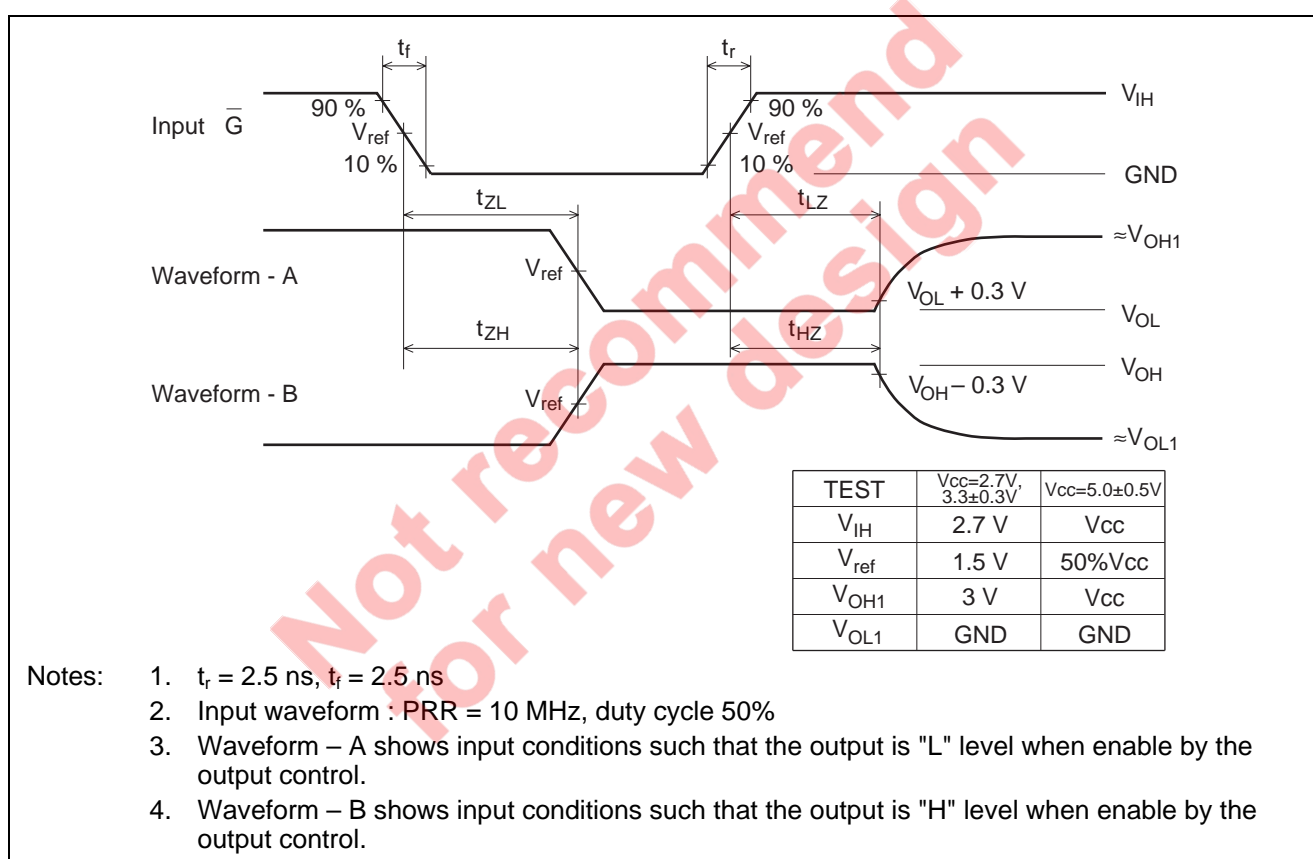 tf tr
90 % 90 % VIH
Input G̅ Vref Vref
10 % 10 % GND
tZL tLZ
≈VOH1
Waveform - A Vref
VOL + 0.3 V
VOL
tZH tHZ
VOH
VOH – 0.3 V
Waveform - B Vref
≈VOL1
TEST Vcc=2.7V, 3.3±0.3V Vcc=5.0±0.5V
VIH 2.7 V Vcc
Vref 1.5 V 50%Vcc
VOH1 3 V Vcc
VOL1 GND GND
Not recommend
for new design
Notes: 1. tr = 2.5 ns, tf = 2.5 ns
2. Input waveform : PRR = 10 MHz, duty cycle 50%
3. Waveform – A shows input conditions such that the output is "L" level when enable by the
output control.
4. Waveform – B shows input conditions such that the output is "H" level when enable by the
output control.